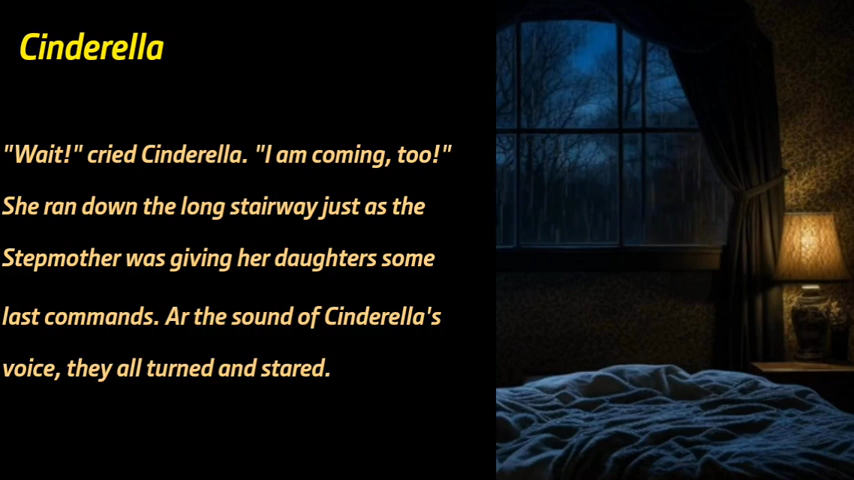 Cinderella
"Wait!" cried Cinderella. "I am coming, too!"
She ran down the long stairway just as the
Stepmother was giving her daughters some
last commands. Ar the sound of Cinderella's
voice, they all turned and stared.